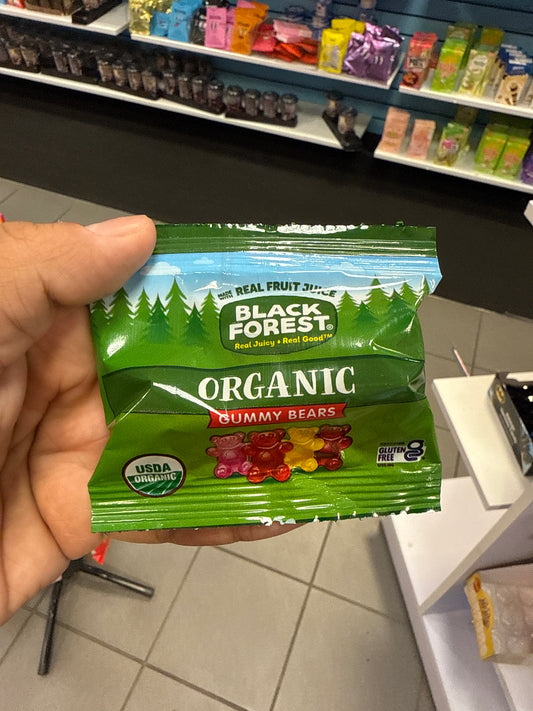 MADE WITH REAL FRUIT JUICE
BLACK
FOREST®
Real Juicy • Real Good™
ORGANIC
GUMMY BEARS
USDA
ORGANIC
GLUTEN
FREE